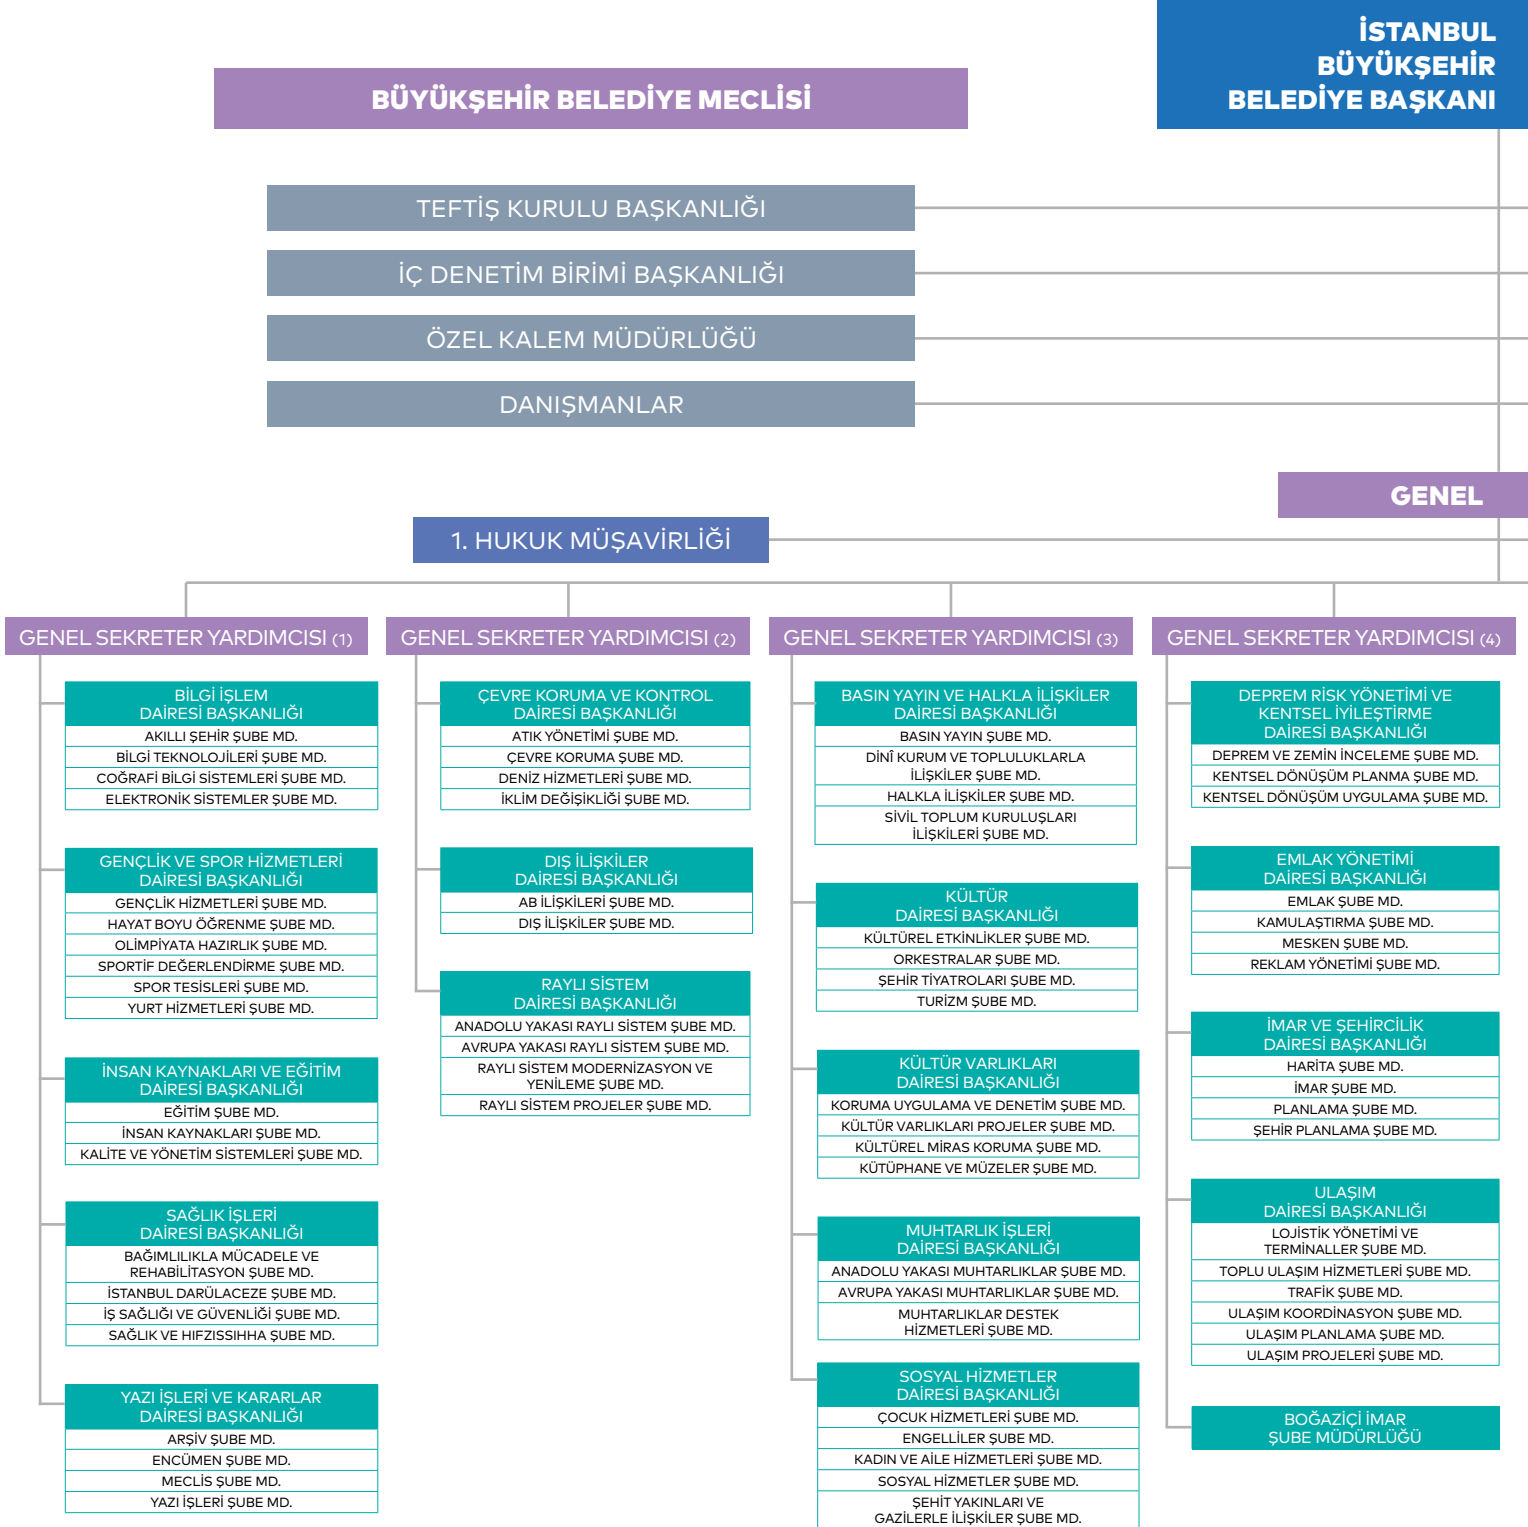 İSTANBUL
BÜYÜKŞEHİR
BELEDİYE BAŞKANI
BÜYÜKŞEHİR BELEDİYE MECLİSİ
TEFTİŞ KURULU BAŞKANLIĞI
İÇ DENETİM BİRİMİ BAŞKANLIĞI
ÖZEL KALEM MÜDÜRLÜĞÜ
DANIŞMANLAR
GENEL
1. HUKUK MÜŞAVİRLİĞİ
GENEL SEKRETER YARDIMCISI (1)
BİLGİ İŞLEM
DAİRESİ BAŞKANLIĞI
AKILLI ŞEHİR ŞUBE MD.
BİLGİ TEKNOLOJİLERİ ŞUBE MD.
COĞRAFİ BİLGİ SİSTEMLERİ ŞUBE MD.
ELEKTRONİK SİSTEMLER ŞUBE MD.
GENÇLİK VE SPOR HİZMETLERİ
DAİRESİ BAŞKANLIĞI
GENÇLİK HİZMETLERİ ŞUBE MD.
HAYAT BOYU ÖĞRENME ŞUBE MD.
OLİMPİYATA HAZIRLIK ŞUBE MD.
SPORTİF DEĞERLENDİRME ŞUBE MD.
SPOR TESİSLERİ ŞUBE MD.
YURT HİZMETLERİ ŞUBE MD.
İNSAN KAYNAKLARI VE EĞİTİM
DAİRESİ BAŞKANLIĞI
EĞİTİM ŞUBE MD.
İNSAN KAYNAKLARI ŞUBE MD.
KALİTE VE YÖNETİM SİSTEMLERİ ŞUBE MD.
SAĞLIK İŞLERİ
DAİRESİ BAŞKANLIĞI
BAĞIMLILIKLA MÜCADELE VE
REHABİLİTASYON ŞUBE MD.
İSTANBUL DARÜLACEZE ŞUBE MD.
İŞ SAĞLIĞI VE GÜVENLİĞİ ŞUBE MD.
SAĞLIK VE HIFZISSIHHA ŞUBE MD.
YAZI İŞLERİ VE KARARLAR
DAİRESİ BAŞKANLIĞI
ARŞİV ŞUBE MD.
ENCÜMEN ŞUBE MD.
MECLİS ŞUBE MD.
YAZI İŞLERİ ŞUBE MD.
GENEL SEKRETER YARDIMCISI (2)
ÇEVRE KORUMA VE KONTROL
DAİRESİ BAŞKANLIĞI
ATIK YÖNETİMİ ŞUBE MD.
ÇEVRE KORUMA ŞUBE MD.
DENİZ HİZMETLERİ ŞUBE MD.
İKLİM DEĞİŞİKLİĞİ ŞUBE MD.
DIŞ İLİŞKİLER
DAİRESİ BAŞKANLIĞI
AB İLİŞKİLERİ ŞUBE MD.
DIŞ İLİŞKİLER ŞUBE MD.
RAYLI SİSTEM
DAİRESİ BAŞKANLIĞI
ANADOLU YAKASI RAYLI SİSTEM ŞUBE MD.
AVRUPA YAKASI RAYLI SİSTEM ŞUBE MD.
RAYLI SİSTEM MODERNİZASYON VE
YENİLEME ŞUBE MD.
RAYLI SİSTEM PROJELER ŞUBE MD.
GENEL SEKRETER YARDIMCISI (3)
BASIN YAYIN VE HALKLA İLİŞKİLER
DAİRESİ BAŞKANLIĞI
BASIN YAYIN ŞUBE MD.
DİNÎ KURUM VE TOPLULUKLARLA
İLİŞKİLER ŞUBE MD.
HALKLA İLİŞKİLER ŞUBE MD.
SİVİL TOPLUM KURULUŞLARI
İLİŞKİLERİ ŞUBE MD.
KÜLTÜR
DAİRESİ BAŞKANLIĞI
KÜLTÜREL ETKİNLİKLER ŞUBE MD.
ORKESTRALAR ŞUBE MD.
ŞEHİR TİYATROLARI ŞUBE MD.
TURİZM ŞUBE MD.
KÜLTÜR VARLIKLARI
DAİRESİ BAŞKANLIĞI
KORUMA UYGULAMA VE DENETİM ŞUBE MD.
KÜLTÜR VARLIKLARI PROJELER ŞUBE MD.
KÜLTÜREL MİRAS KORUMA ŞUBE MD.
KÜTÜPHANE VE MÜZELER ŞUBE MD.
MUHTARLIK İŞLERİ
DAİRESİ BAŞKANLIĞI
ANADOLU YAKASI MUHTARLIKLAR ŞUBE MD.
AVRUPA YAKASI MUHTARLIKLAR ŞUBE MD.
MUHTARLIKLAR DESTEK
HİZMETLERİ ŞUBE MD.
SOSYAL HİZMETLER
DAİRESİ BAŞKANLIĞI
ÇOCUK HİZMETLERİ ŞUBE MD.
ENGELLİLER ŞUBE MD.
KADIN VE AİLE HİZMETLERİ ŞUBE MD.
SOSYAL HİZMETLER ŞUBE MD.
ŞEHİT YAKINLARI VE
GAZİLERLE İLİŞKİLER ŞUBE MD.
GENEL SEKRETER YARDIMCISI (4)
DEPREM RİSK YÖNETİMİ VE
KENTSEL İYİLEŞTİRME
DAİRESİ BAŞKANLIĞI
DEPREM VE ZEMİN İNCELEME ŞUBE MD.
KENTSEL DÖNÜŞÜM PLANMA ŞUBE MD.
KENTSEL DÖNÜŞÜM UYGULAMA ŞUBE MD.
EMLAK YÖNETİMİ
DAİRESİ BAŞKANLIĞI
EMLAK ŞUBE MD.
KAMULAŞTIRMA ŞUBE MD.
MESKEN ŞUBE MD.
REKLAM YÖNETİMİ ŞUBE MD.
İMAR VE ŞEHİRCİLİK
DAİRESİ BAŞKANLIĞI
HARİTA ŞUBE MD.
İMAR ŞUBE MD.
PLANLAMA ŞUBE MD.
ŞEHİR PLANLAMA ŞUBE MD.
ULAŞIM
DAİRESİ BAŞKANLIĞI
LOJİSTİK YÖNETİMİ VE
TERMİNALLER ŞUBE MD.
TOPLU ULAŞIM HİZMETLERİ ŞUBE MD.
TRAFİK ŞUBE MD.
ULAŞIM KOORDİNASYON ŞUBE MD.
ULAŞIM PLANLAMA ŞUBE MD.
ULAŞIM PROJELERİ ŞUBE MD.
BOĞAZİÇİ İMAR
ŞUBE MÜDÜRLÜĞÜ